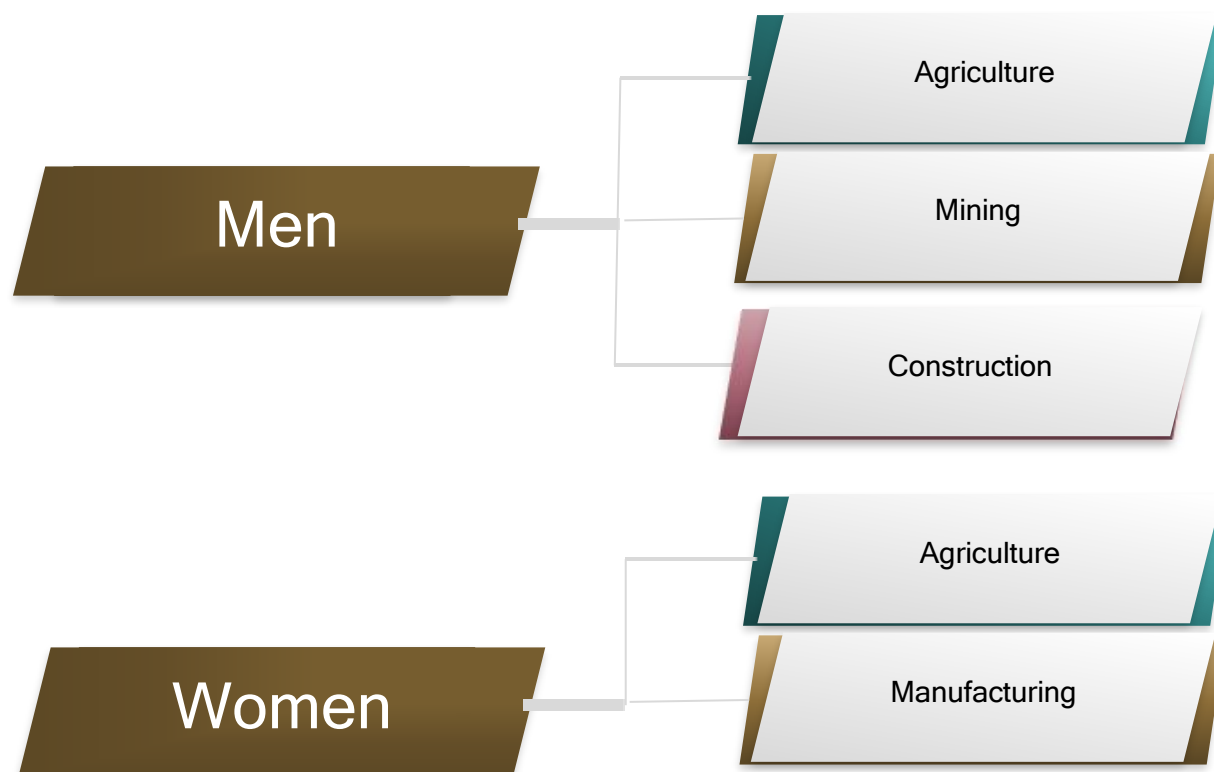 Agriculture
Men
Mining
Construction
Agriculture
Women
Manufacturing